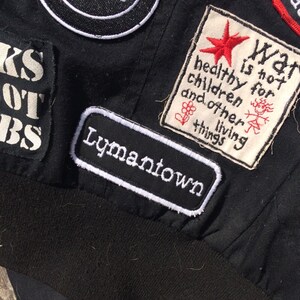 KS
OT
BS
War
is not
healthy for
children
and other
living
things
Lymantown